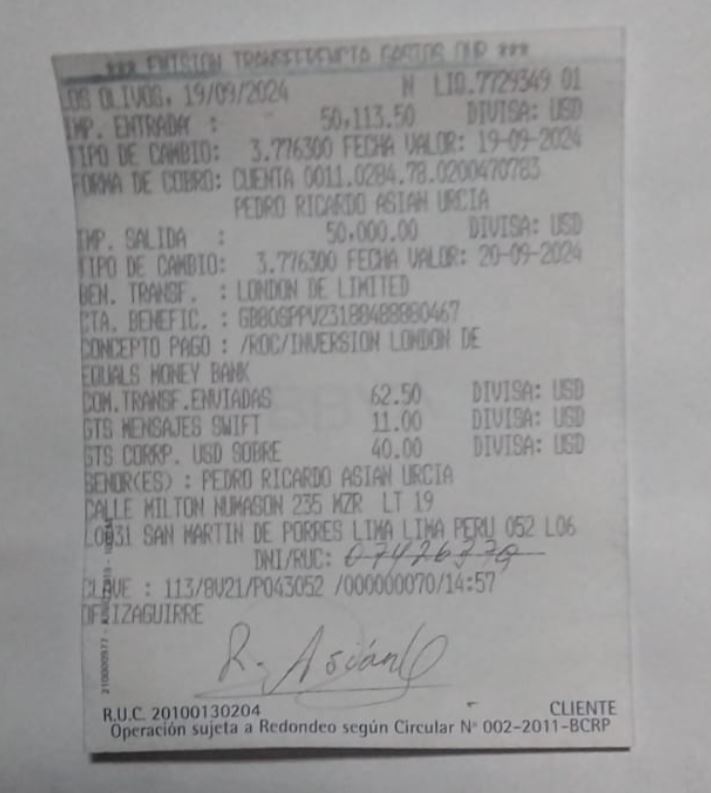 *** EMISION TRANSFERENCIA GASTOS OUR ***
LOS OLIVOS, 19/09/2024 N LIQ.7729349 01
IMP. ENTRADA : 50,113.50 DIVISA: USD
TIPO DE CAMBIO: 3.776300 FECHA VALOR: 19-09-2024
FORMA DE COBRO: CUENTA 0011.0284.78.0200470783
PEDRO RICARDO ASIAN URCIA
IMP. SALIDA : 50,000.00 DIVISA: USD
TIPO DE CAMBIO: 3.776300 FECHA VALOR: 20-09-2024
BEN. TRANSF. : LONDON DE LIMITED
CTA. BENEFIC. : GB80SPPV23188488880467
CONCEPTO PAGO : /ROC/INVERSION LONDON DE
EQUALS MONEY BANK
COM.TRANSF.ENVIADAS 62.50 DIVISA: USD
GTS MENSAJES SWIFT 11.00 DIVISA: USD
GTS CORRP. USD SOBRE 40.00 DIVISA: USD
SENOR(ES) : PEDRO RICARDO ASIAN URCIA
CALLE MILTON NUMASON 235 MZR LT 19
LO031 SAN MARTIN DE PORRES LIMA LIMA PERU 052 L06
DNI/RUC:
CLAVE : 113/8V21/P043052 /000000070/14:57
OF.IZAGUIRRE
R. Asián
R.U.C. 20100130204 CLIENTE
Operación sujeta a Redondeo según Circular N° 002-2011-BCRP